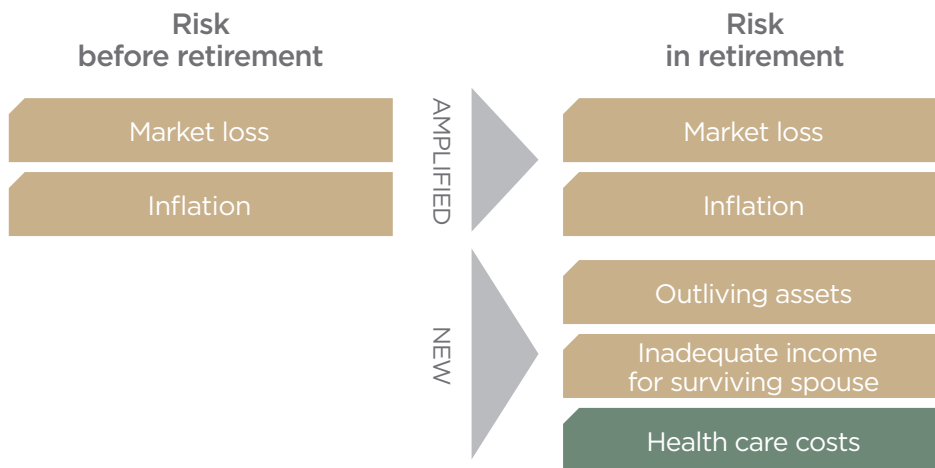 Risk
before retirement
Market loss
Inflation
AMPLIFIED
NEW
Risk
in retirement
Market loss
Inflation
Outliving assets
Inadequate income
for surviving spouse
Health care costs